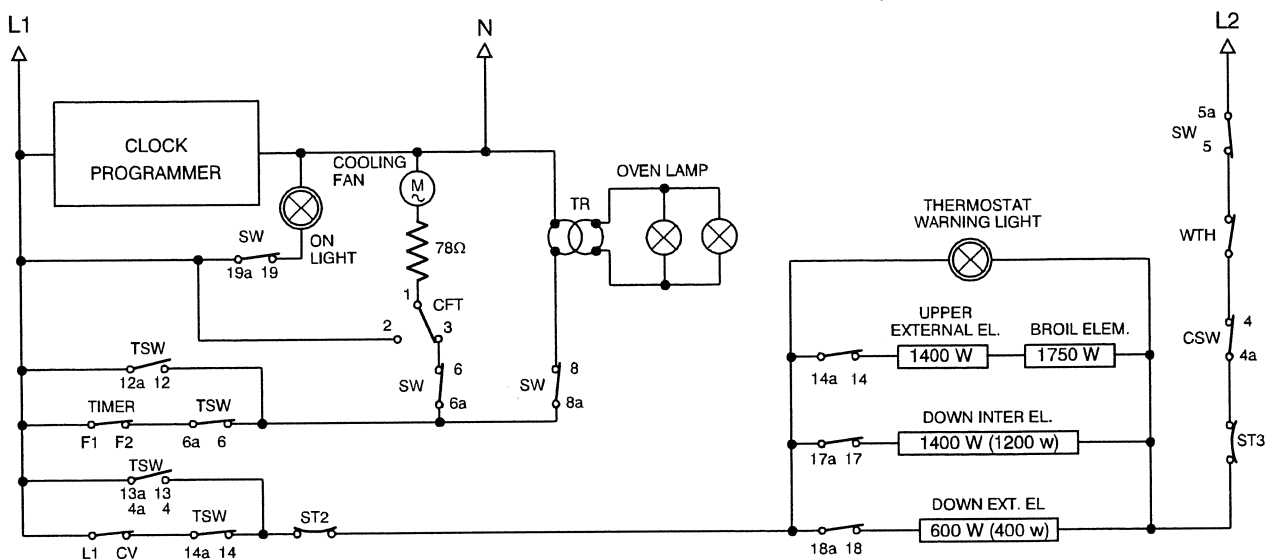 L1
N
L2
CLOCK
PROGRAMMER
COOLING
FAN
M
~
ON
LIGHT
SW
19a 19
78Ω
1
CFT
2
3
TR
OVEN LAMP
5a
SW
5
THERMOSTAT
WARNING LIGHT
WTH
UPPER
EXTERNAL EL.
BROIL ELEM.
1400 W
1750 W
14a 14
4
CSW
4a
TSW
12a 12
6
SW
6a
8
SW
8a
TIMER
TSW
F1 F2
6a 6
DOWN INTER EL.
1400 W (1200 w)
17a 17
ST3
TSW
13a 13
4a 4
TSW
ST2
L1 CV
14a 14
DOWN EXT. EL
600 W (400 w)
18a 18